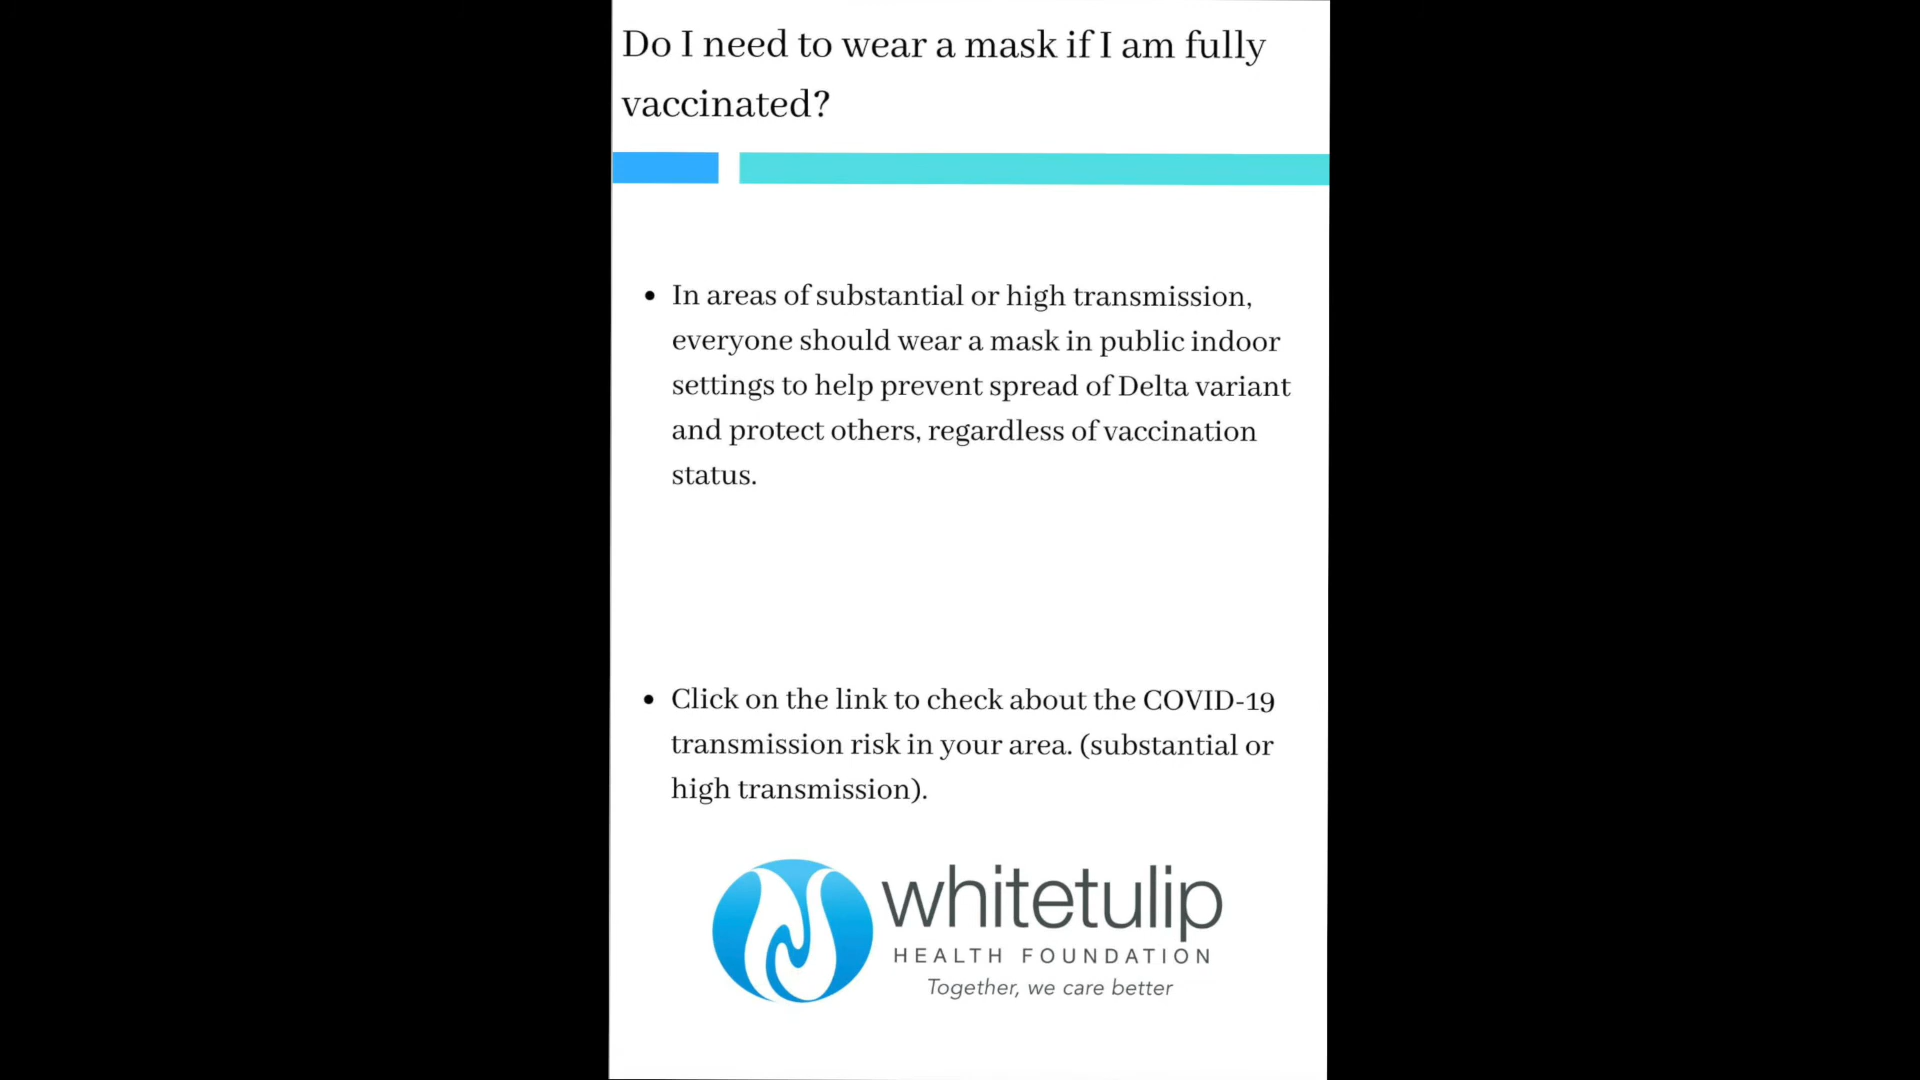 Do I need to wear a mask if I am fully
vaccinated?
• In areas of substantial or high transmission,
everyone should wear a mask in public indoor
settings to help prevent spread of Delta variant
and protect others, regardless of vaccination
status.
• Click on the link to check about the COVID-19
transmission risk in your area. (substantial or
high transmission).
whitetulip
HEALTH FOUNDATION
Together, we care better